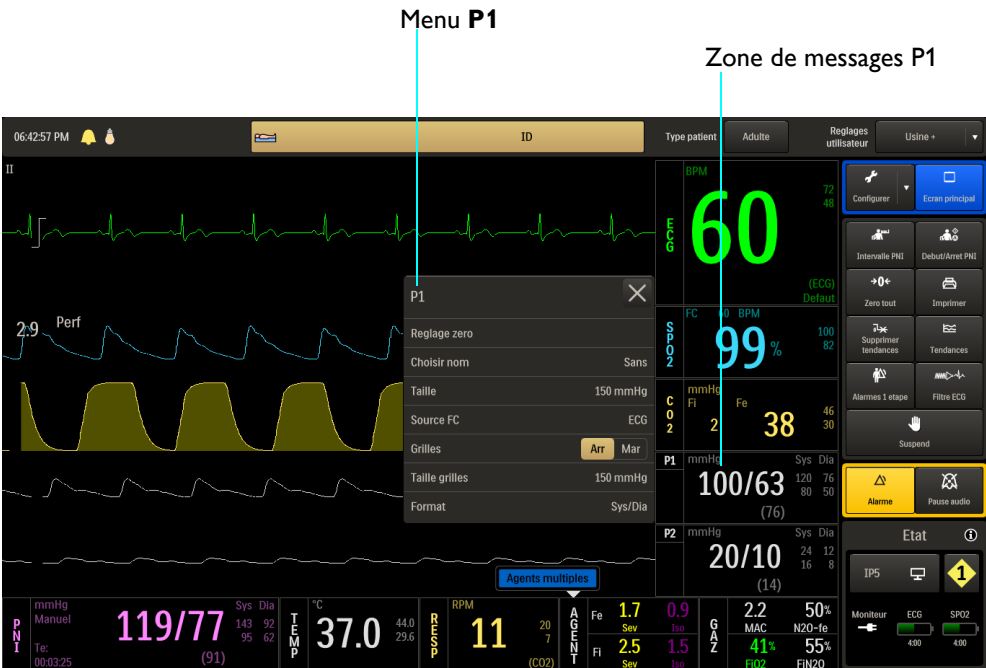 Menu P1
Zone de messages P1
06:42:57 PM
ID
Type patient
Adulte
Reglages utilisateur
Usine +
II
2.9 Perf
P1
Reglage zero
Choisir nom Sans
Taille 150 mmHg
Source FC ECG
Grilles Arr Mar
Taille grilles 150 mmHg
Format Sys/Dia
Agents multiples
ECG
BPM
60
72
48
(ECG)
Defaut
SPO2
FC 60 BPM
99 %
100
82
CO2
mmHg
Fi Fe
2 38
46
30
P1 mmHg Sys Dia
100/63
120 76
80 50
(76)
P2 mmHg Sys Dia
20/10
24 12
16 8
(14)
PNI
mmHg
Manuel
Te:
00:03:25
119/77
(91)
Sys Dia
143 92
95 62
TEMP
°C
37.0
44.0
29.6
RESP
RPM
11
20
7
(CO2)
AGENT
Fe 1.7 0.9
Sev Iso
Fi 2.5 1.5
Sev Iso
GAZ
2.2 50%
MAC N2O-fe
41% 55%
FiO2 FiN20
Configurer
Ecran principal
Intervalle PNI
Debut/Arret PNI
→0←
Zero tout
Imprimer
Supprimer tendances
Tendances
Alarmes 1 etape
Filtre ECG
Suspend
Alarme
Pause audio
Etat
IP5
1
Moniteur ECG SPO2
4:00 4:00